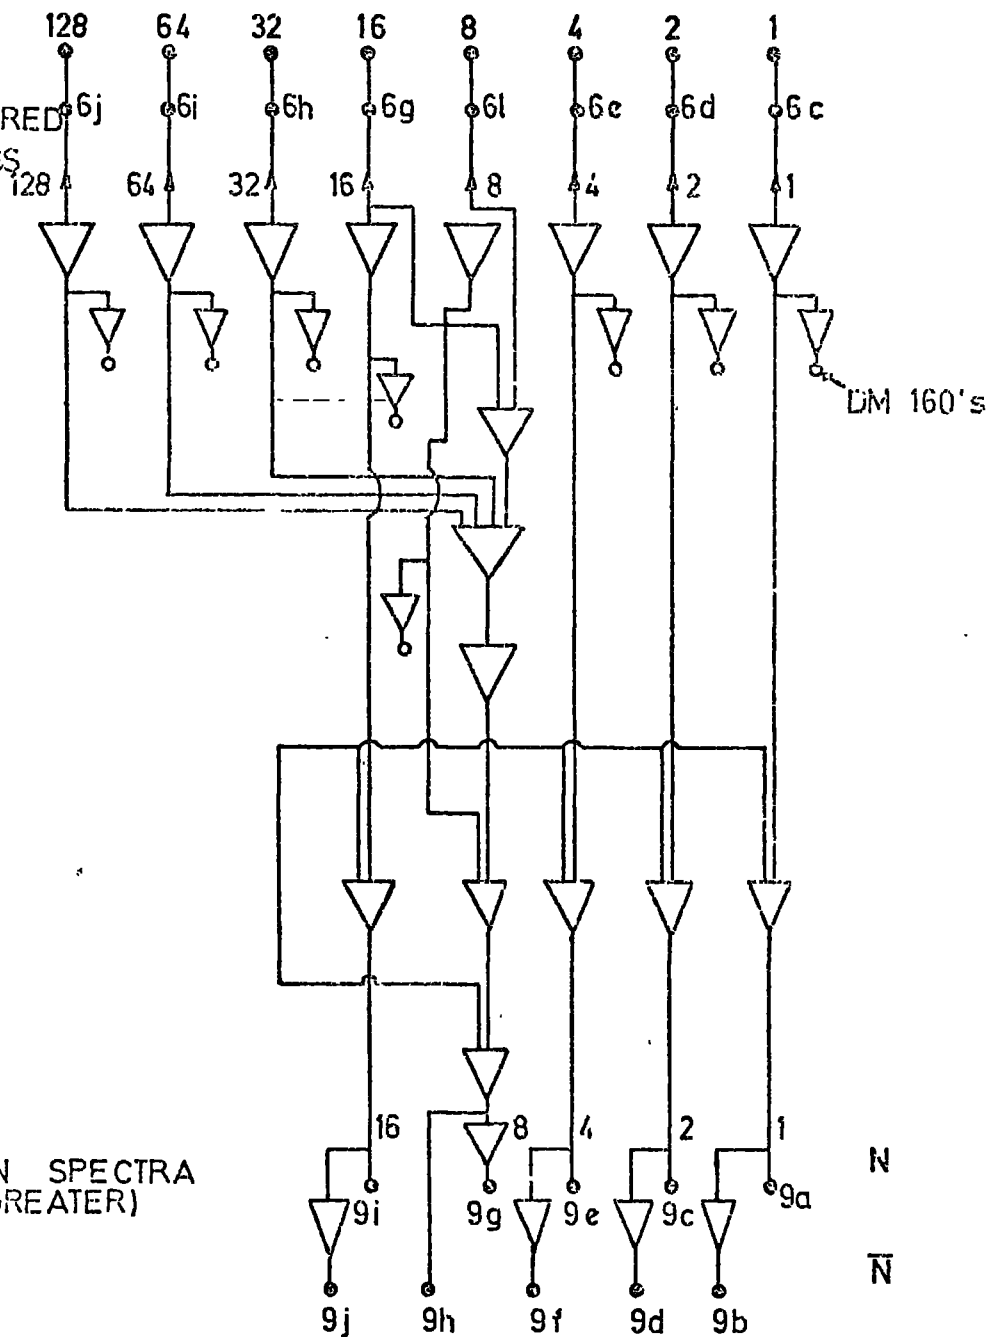 128 64 32 16 8 4 2 1
6j 6i 6h 6g 6l 6e 6d 6c
RED
128 64 32 16 8 4 2 1
DM 160's
16 8 4 2 1
N SPECTRA N
GREATER)
9i 9g 9e 9c 9a
N̅
9j 9h 9f 9d 9b